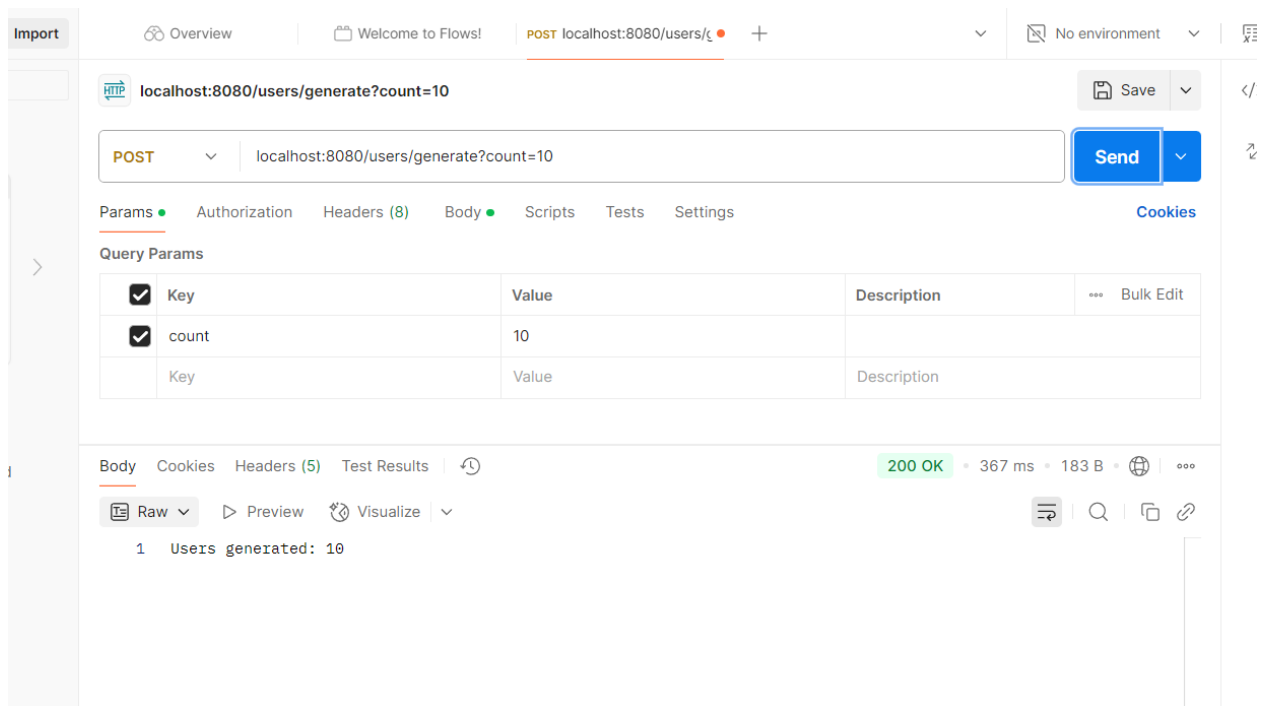 Import Overview Welcome to Flows! POST localhost:8080/users/ No environment
HTTP localhost:8080/users/generate?count=10 Save </
POST localhost:8080/users/generate?count=10 Send
Params Authorization Headers (8) Body Scripts Tests Settings Cookies
Query Params
Key Value Description Bulk Edit
count 10
Key Value Description
Body Cookies Headers (5) Test Results 200 OK 367 ms 183 B
Raw Preview Visualize
1 Users generated: 10